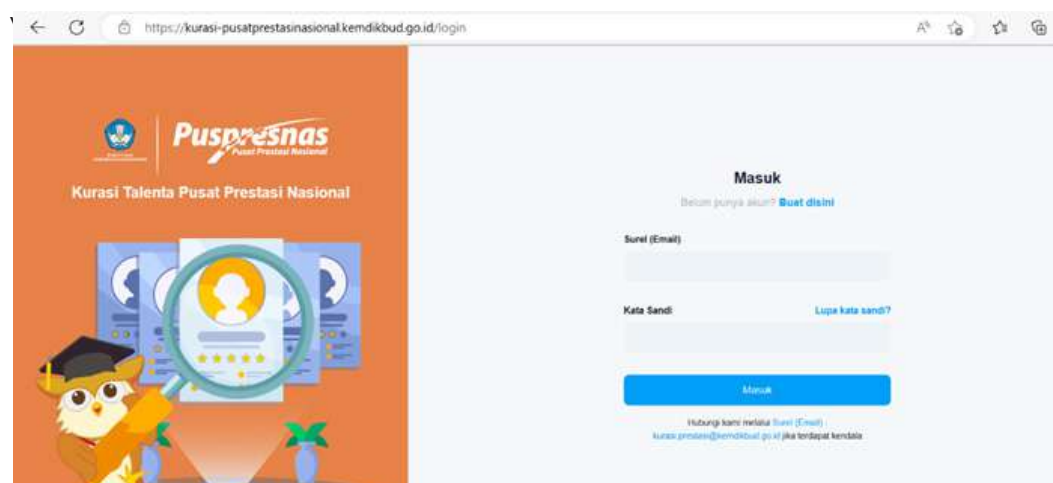 https://kurasi-pusatprestasinasional.kemdikbud.go.id/login
Puspresnas
Pusat Prestasi Nasional
Kurasi Talenta Pusat Prestasi Nasional
Masuk
Belum punya akun? Buat disini
Surel (Email)
Kata Sandi Lupa kata sandi?
Masuk
Hubungi kami melalui Surel (Email) :
kurasi.prestasi@kemdikbud.go.id jika terdapat kendala